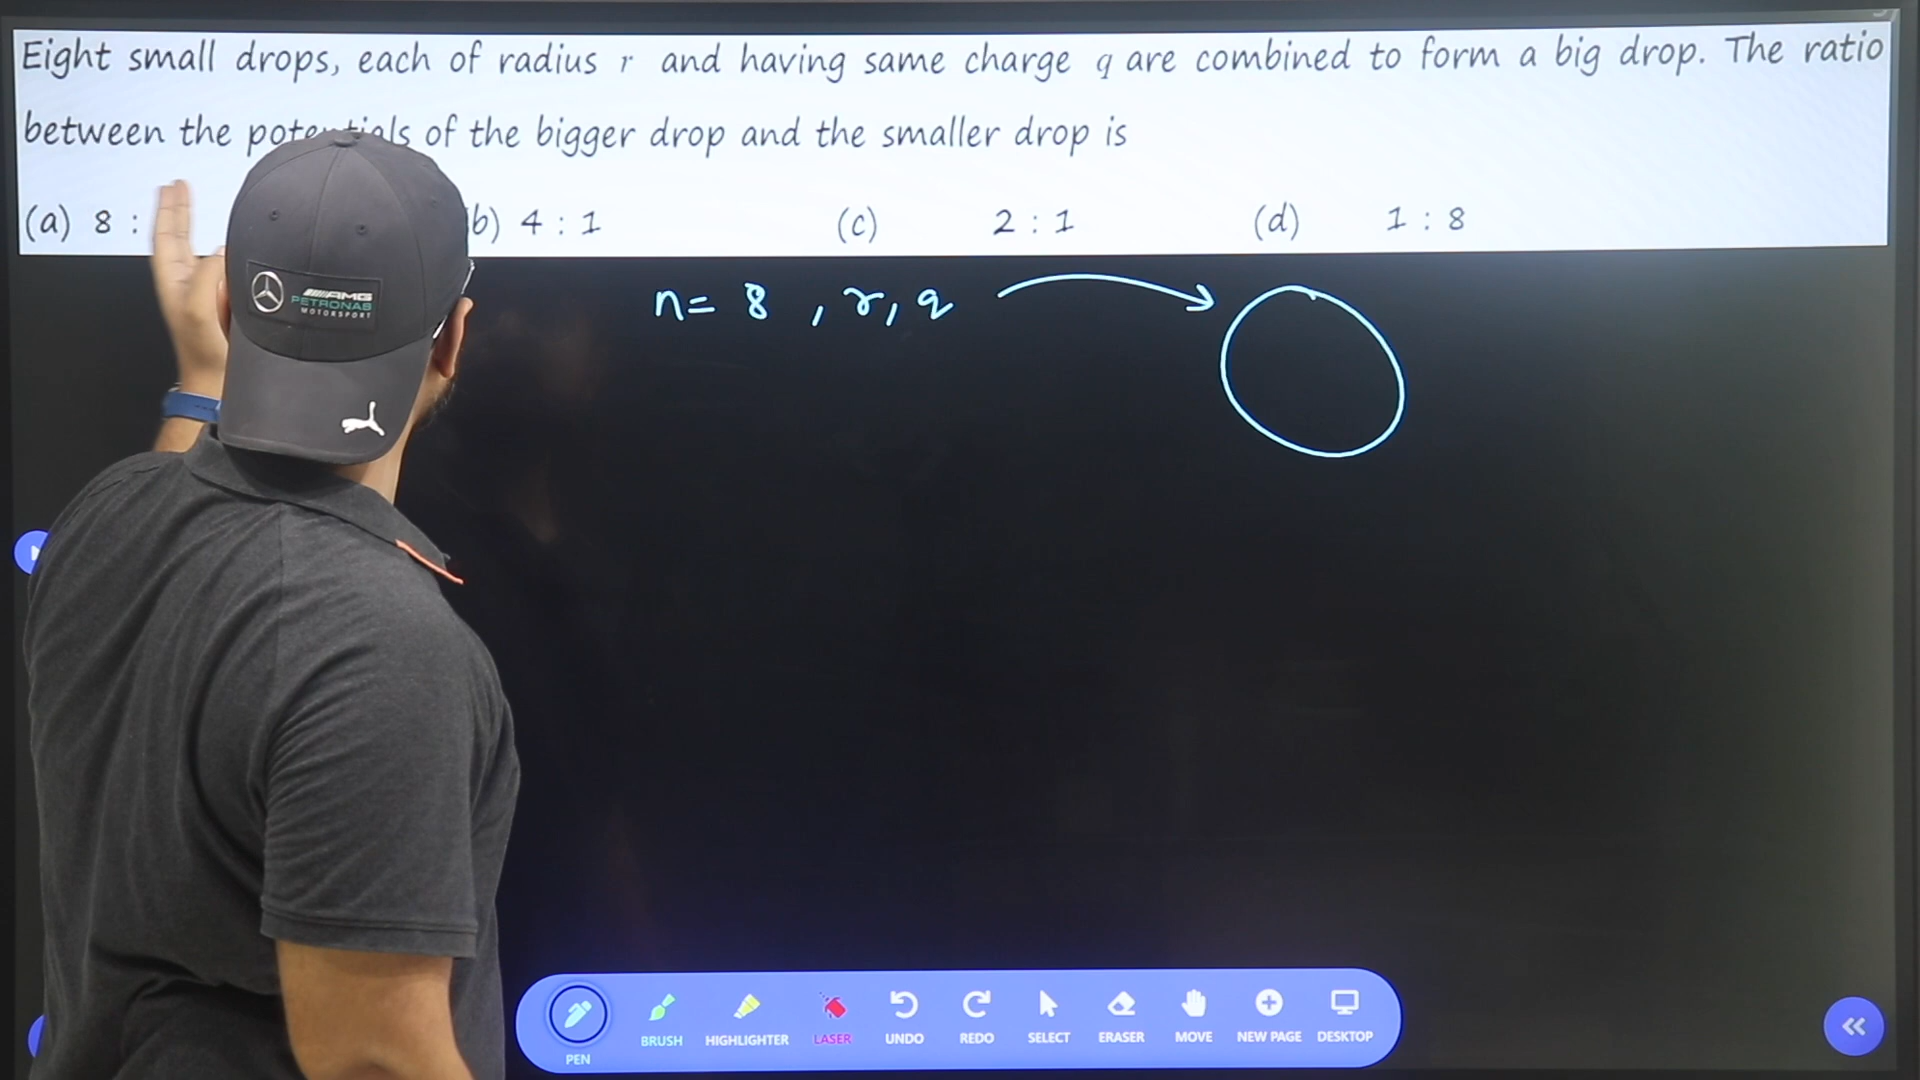 Eight small drops, each of radius r and having same charge q are combined to form a big drop. The ratio
between the potentials of the bigger drop and the smaller drop is
(a) 8 : b) 4 : 1 (c) 2 : 1 (d) 1 : 8
n= 8 , r, q
AMG
PETRONAS
MOTORSPORT
PEN BRUSH HIGHLIGHTER LASER UNDO REDO SELECT ERASER MOVE NEW PAGE DESKTOP